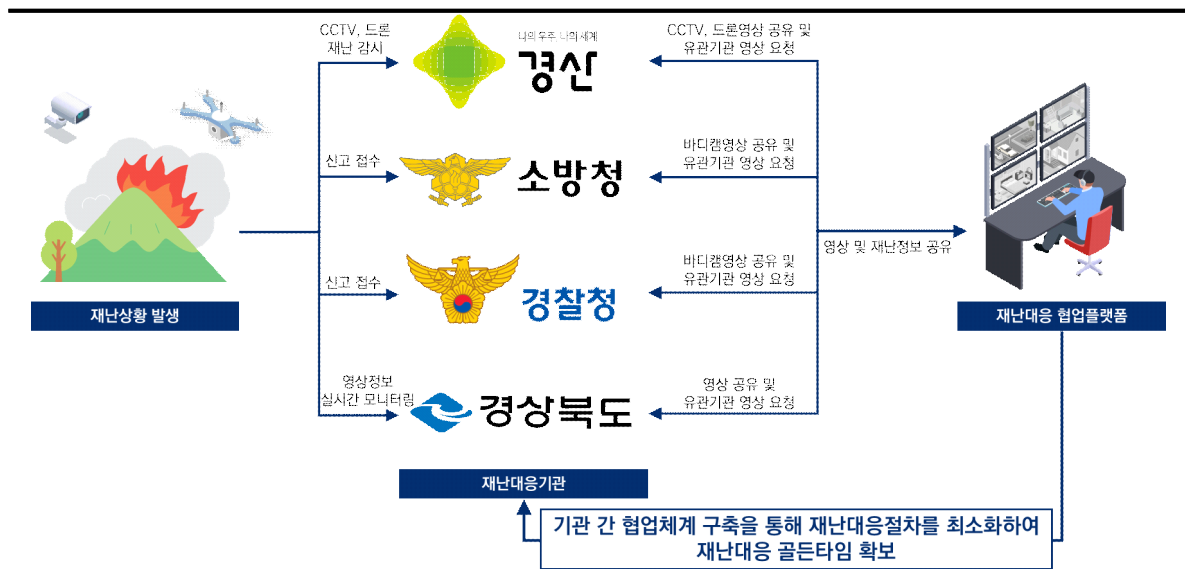 CCTV, 드론
재난 감시
나의 우주, 나의 세계
경산
CCTV, 드론영상 공유 및
유관기관 영상 요청
신고 접수
소방청
바디캠영상 공유 및
유관기관 영상 요청
영상 및 재난정보 공유
신고 접수
경찰청
바디캠영상 공유 및
유관기관 영상 요청
재난상황 발생
재난대응 협업플랫폼
영상정보
실시간 모니터링
경상북도
영상 공유 및
유관기관 영상 요청
재난대응기관
기관 간 협업체계 구축을 통해 재난대응절차를 최소화하여
재난대응 골든타임 확보